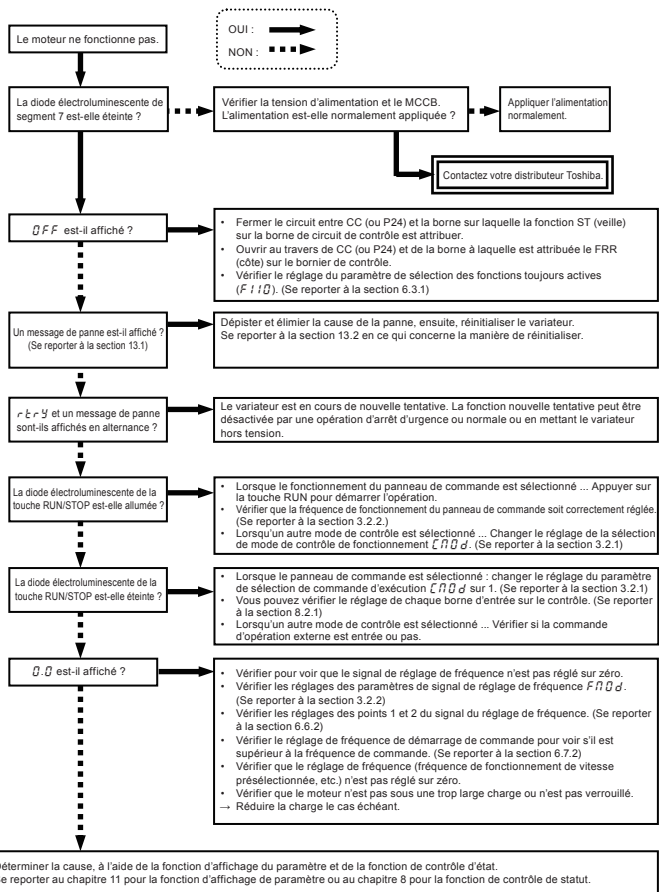 Le moteur ne fonctionne pas.
OUI :
NON :
La diode électroluminescente de
segment 7 est-elle éteinte ?
Vérifier la tension d'alimentation et le MCCB.
L'alimentation est-elle normalement appliquée ?
Appliquer l'alimentation
normalement.
Contactez votre distributeur Toshiba.
OFF est-il affiché ?
• Fermer le circuit entre CC (ou P24) et la borne sur laquelle la fonction ST (veille)
sur la borne de circuit de contrôle est attribuer.
• Ouvrir au travers de CC (ou P24) et de la borne à laquelle est attribuée le FRR
(côte) sur le bornier de contrôle.
• Vérifier le réglage du paramètre de sélection des fonctions toujours actives
(F110). (Se reporter à la section 6.3.1)
Un message de panne est-il affiché ?
(Se reporter à la section 13.1)
Dépister et élimier la cause de la panne, ensuite, réinitialiser le variateur.
Se reporter à la section 13.2 en ce qui concerne la manière de réinitialiser.
rtry et un message de panne
sont-ils affichés en alternance ?
Le variateur est en cours de nouvelle tentative. La fonction nouvelle tentative peut être
désactivée par une opération d'arrêt d'urgence ou normale ou en mettant le variateur
hors tension.
La diode électroluminescente de la
touche RUN/STOP est-elle allumée ?
• Lorsque le fonctionnement du panneau de commande est sélectionné ... Appuyer sur
la touche RUN pour démarrer l'opération.
• Vérifier que la fréquence de fonctionnement du panneau de commande soit correctement réglée.
(Se reporter à la section 3.2.2.)
• Lorsqu'un autre mode de contrôle est sélectionné ... Changer le réglage de la sélection
de mode de contrôle de fonctionnement CMOd. (Se reporter à la section 3.2.1)
La diode électroluminescente de la
touche RUN/STOP est-elle éteinte ?
• Lorsque le panneau de commande est sélectionné : changer le réglage du paramètre
de sélection de commande d'exécution CMOd sur 1. (Se reporter à la section 3.2.1)
• Vous pouvez vérifier le réglage de chaque borne d'entrée sur le contrôle. (Se reporter
à la section 8.2.1)
• Lorsqu'un autre mode de contrôle est sélectionné ... Vérifier si la commande
d'opération externe est entrée ou pas.
0.0 est-il affiché ?
• Vérifier pour voir que le signal de réglage de fréquence n'est pas réglé sur zéro.
• Vérifier les réglages des paramètres de signal de réglage de fréquence FMOd.
(Se reporter à la section 3.2.2)
• Vérifier les réglages des points 1 et 2 du signal du réglage de fréquence. (Se reporter
à la section 6.6.2)
• Vérifier le réglage de fréquence de démarrage de commande pour voir s'il est
supérieur à la fréquence de commande. (Se reporter à la section 6.7.2)
• Vérifier que le réglage de fréquence (fréquence de fonctionnement de vitesse
présélectionnée, etc.) n'est pas réglé sur zéro.
• Vérifier que le moteur n'est pas sous une trop large charge ou n'est pas verrouillé.
→ Réduire la charge le cas échéant.
Déterminer la cause, à l'aide de la fonction d'affichage du paramètre et de la fonction de contrôle d'état.
Se reporter au chapitre 11 pour la fonction d'affichage de paramètre ou au chapitre 8 pour la fonction de contrôle de statut.